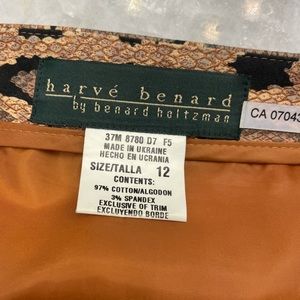 harvé benard
by benard holtzman
CA 07043
37M 8780 D7 F5
MADE IN UKRAINE
HECHO EN UCRANIA
SIZE/TALLA 12
CONTENTS:
97% COTTON/ALGODON
3% SPANDEX
EXCLUSIVE OF TRIM
EXCLUYENDO BORDE